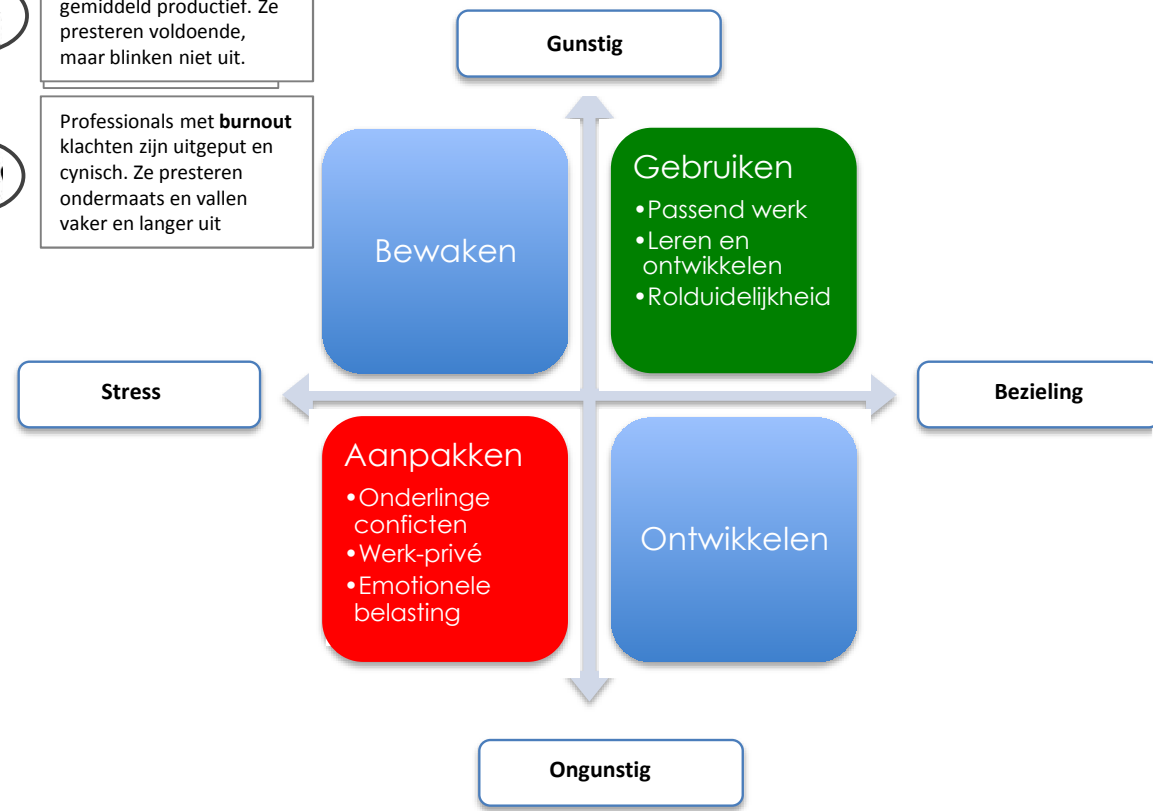 gemiddeld productief. Ze
presteren voldoende,
maar blinken niet uit.
Professionals met burnout
klachten zijn uitgeput en
cynisch. Ze presteren
ondermaats en vallen
vaker en langer uit
Gunstig
Bewaken
Gebruiken
•Passend werk
•Leren en
ontwikkelen
•Rolduidelijkheid
Stress
Bezieling
Aanpakken
•Onderlinge
conficten
•Werk-privé
•Emotionele
belasting
Ontwikkelen
Ongunstig